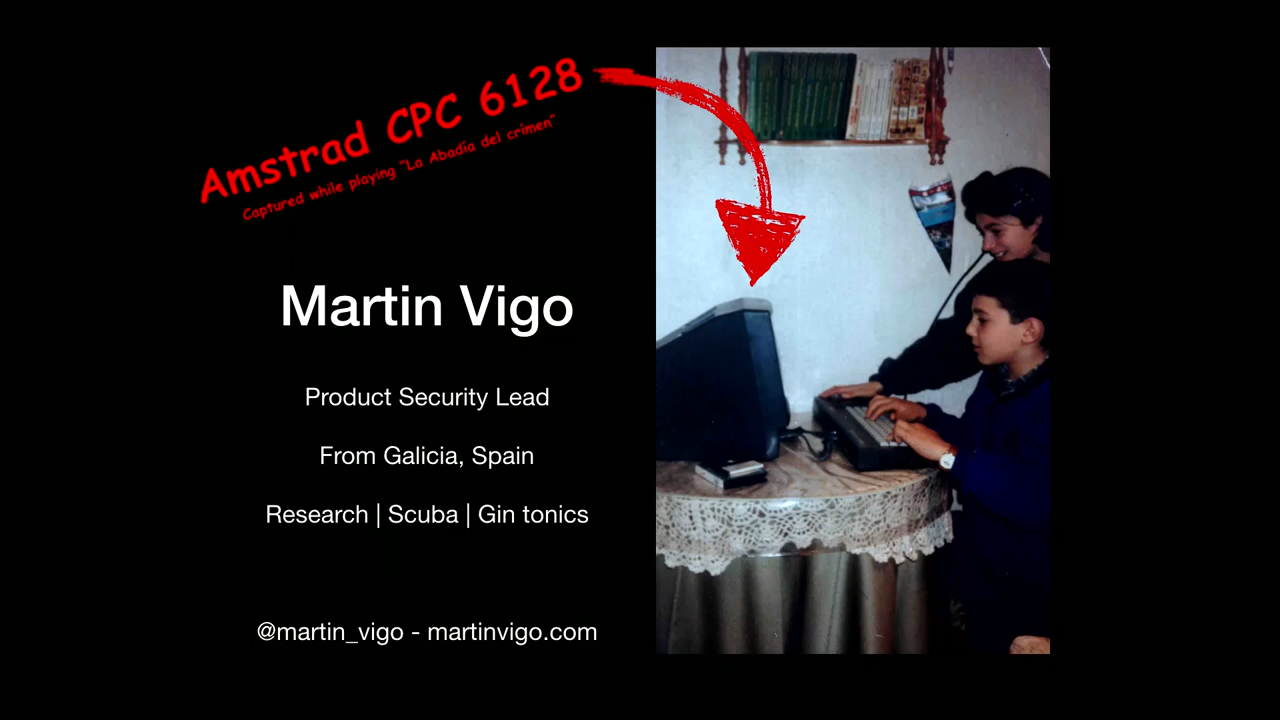 Amstrad CPC 6128
Captured while playing "La Abadía del crímen"
Martin Vigo
Product Security Lead
From Galicia, Spain
Research | Scuba | Gin tonics
@martin_vigo - martinvigo.com